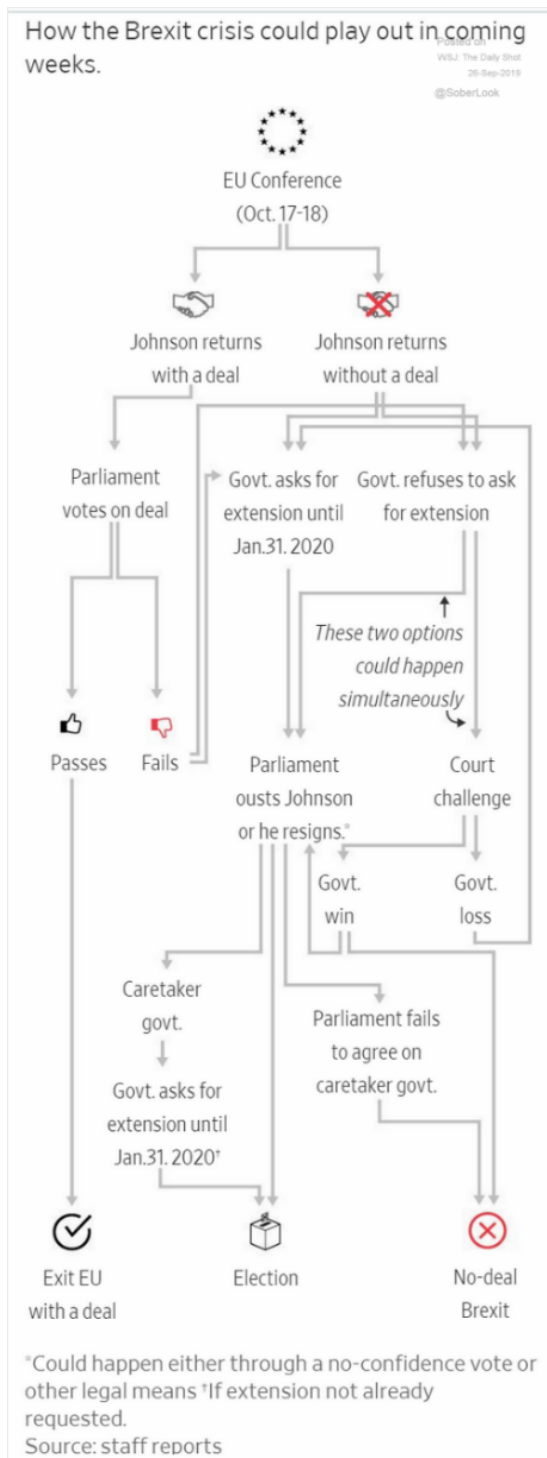 How the Brexit crisis could play out in coming
weeks.
Posted on
WSJ: The Daily Shot
26-Sep-2019
@SoberLook
EU Conference
(Oct. 17-18)
Johnson returns
with a deal
Johnson returns
without a deal
Parliament
votes on deal
Govt. asks for
extension until
Jan.31. 2020
Govt. refuses to ask
for extension
These two options
could happen
simultaneously
Passes
Fails
Parliament
ousts Johnson
or he resigns.*
Court
challenge
Govt.
win
Govt.
loss
Caretaker
govt.
Parliament fails
to agree on
caretaker govt.
Govt. asks for
extension until
Jan.31. 2020†
Exit EU
with a deal
Election
No-deal
Brexit
*Could happen either through a no-confidence vote or
other legal means †If extension not already
requested.
Source: staff reports